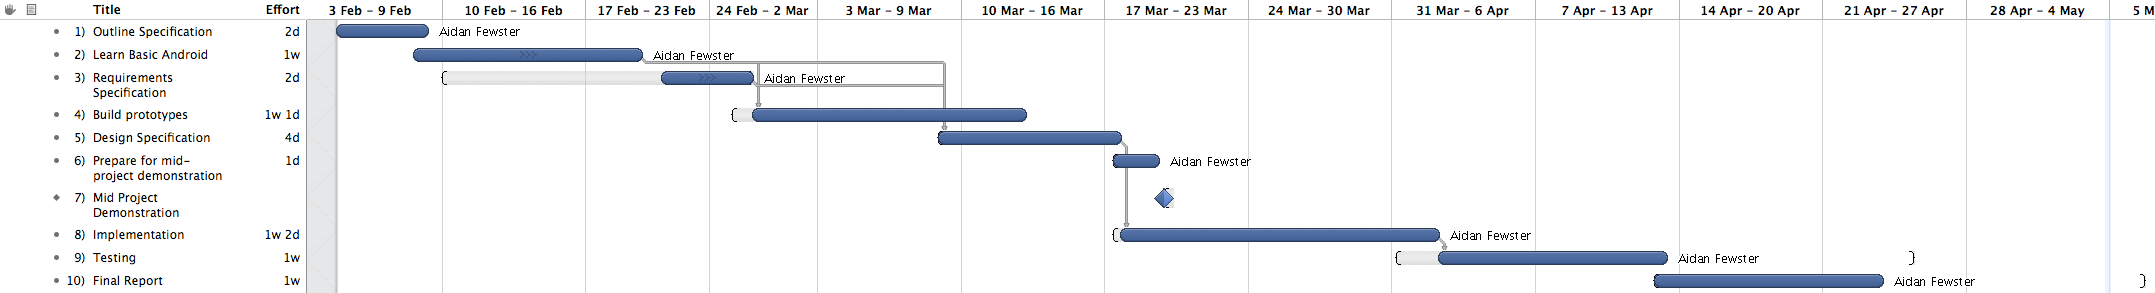 Title Effort 3 Feb – 9 Feb 10 Feb – 16 Feb 17 Feb – 23 Feb 24 Feb – 2 Mar 3 Mar – 9 Mar 10 Mar – 16 Mar 17 Mar – 23 Mar 24 Mar – 30 Mar 31 Mar – 6 Apr 7 Apr – 13 Apr 14 Apr – 20 Apr 21 Apr – 27 Apr 28 Apr – 4 May 5 M
1) Outline Specification 2d Aidan Fewster
2) Learn Basic Android 1w Aidan Fewster
3) Requirements 2d Aidan Fewster
Specification
4) Build prototypes 1w 1d
5) Design Specification 4d
6) Prepare for mid– 1d Aidan Fewster
project demonstration
7) Mid Project
Demonstration
8) Implementation 1w 2d Aidan Fewster
9) Testing 1w Aidan Fewster
10) Final Report 1w Aidan Fewster